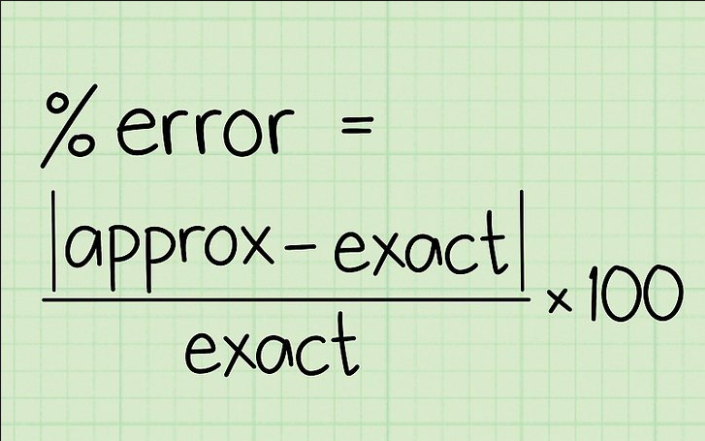 % error =
|approx - exact|
exact
× 100